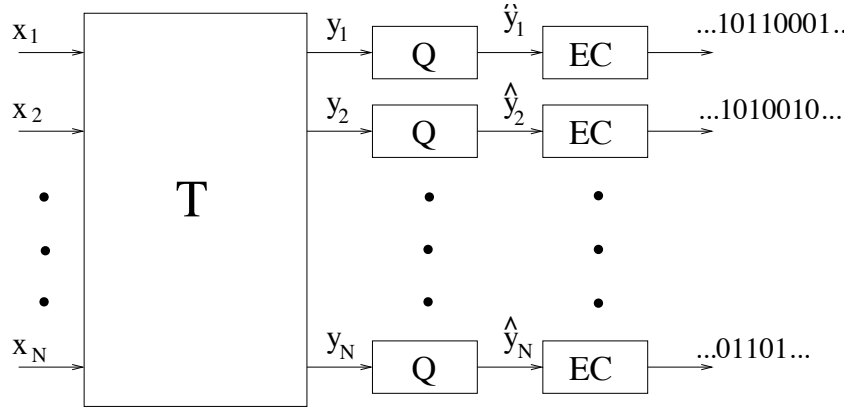 x1 y1 Q ŷ1 EC ...10110001..
x2 y2 Q ŷ2 EC ...1010010...
T
xN yN Q ŷN EC ...01101...